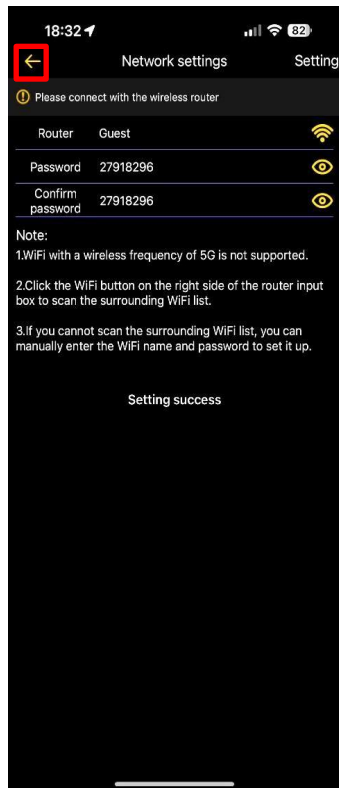 18:32
82
Network settings
Setting
Please connect with the wireless router
Router Guest
Password 27918296
Confirm
password 27918296
Note:
1.WiFi with a wireless frequency of 5G is not supported.
2.Click the WiFi button on the right side of the router input
box to scan the surrounding WiFi list.
3.If you cannot scan the surrounding WiFi list, you can
manually enter the WiFi name and password to set it up.
Setting success